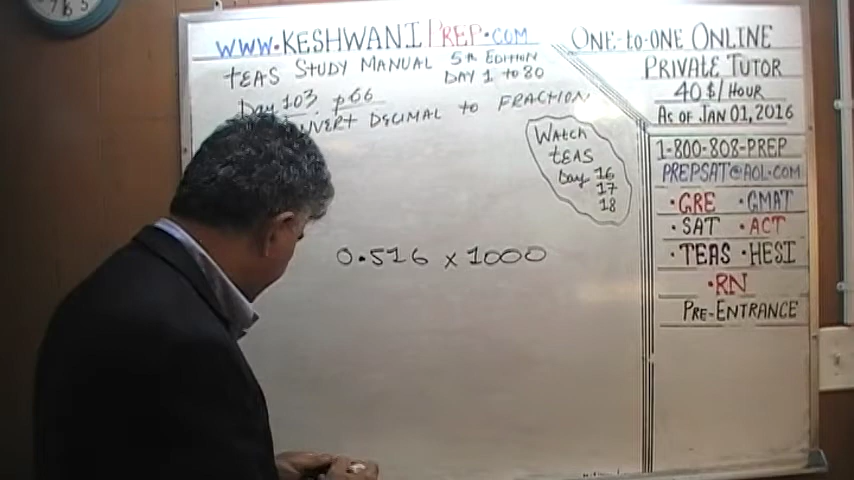 WWW.KESHWANIPREP.COM
TEAS STUDY MANUAL 5TH EDITION
DAY 1 TO 80
DAY 103: p66
DECIMAL to FRACTION
WATCH
TEAS
DAY 16
17
18
0.516 x 1000
ONE-to-ONE ONLINE
PRIVATE TUTOR
40$/HOUR
AS OF JAN 01, 2016
1-800-808-PREP
PREPSAT@AOL.COM
•GRE •GMAT
•SAT •ACT
•TEAS •HESI
•RN
PRE-ENTRANCE